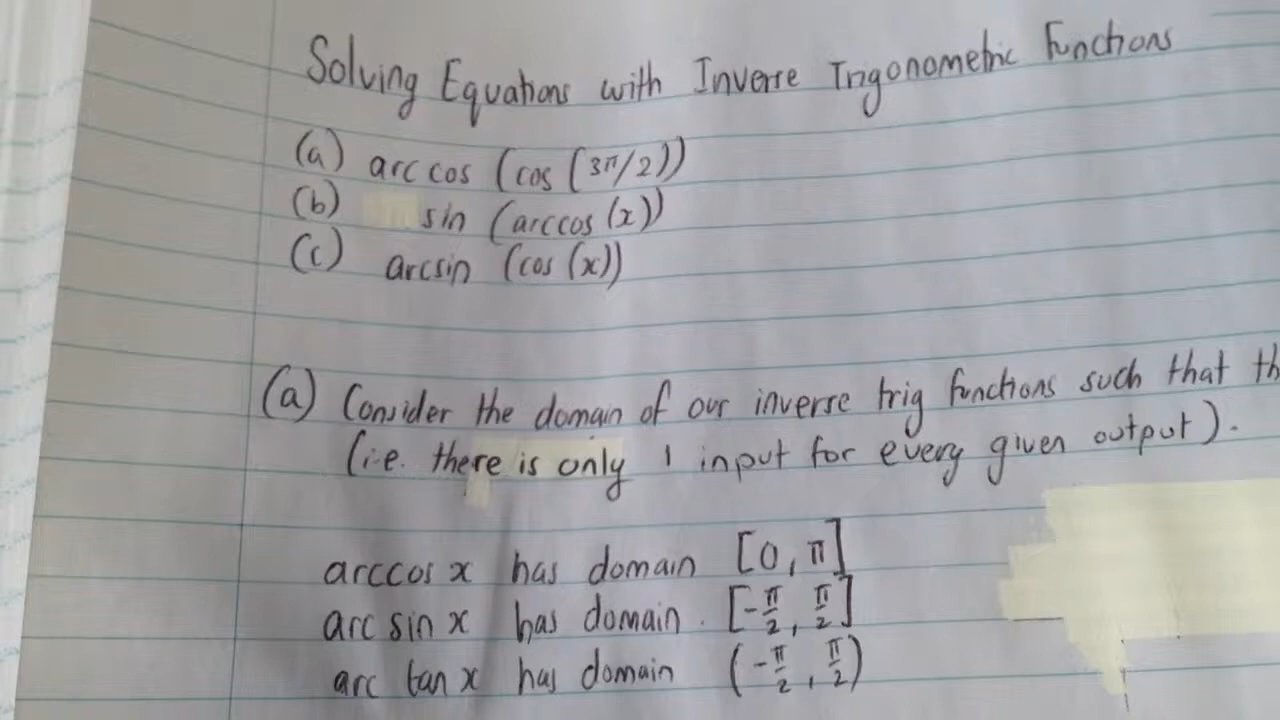 Solving Equations with Inverse Trigonometric Functions
(a) arccos (cos (3π/2))
(b) sin (arccos (x))
(c) arcsin (cos (x))
(a) Consider the domain of our inverse trig functions such that th
(i.e. there is only 1 input for every given output).
arccos x has domain [0, π]
arc sin x has domain. [-π/2, π/2]
arc tan x has domain (-π/2, π/2)